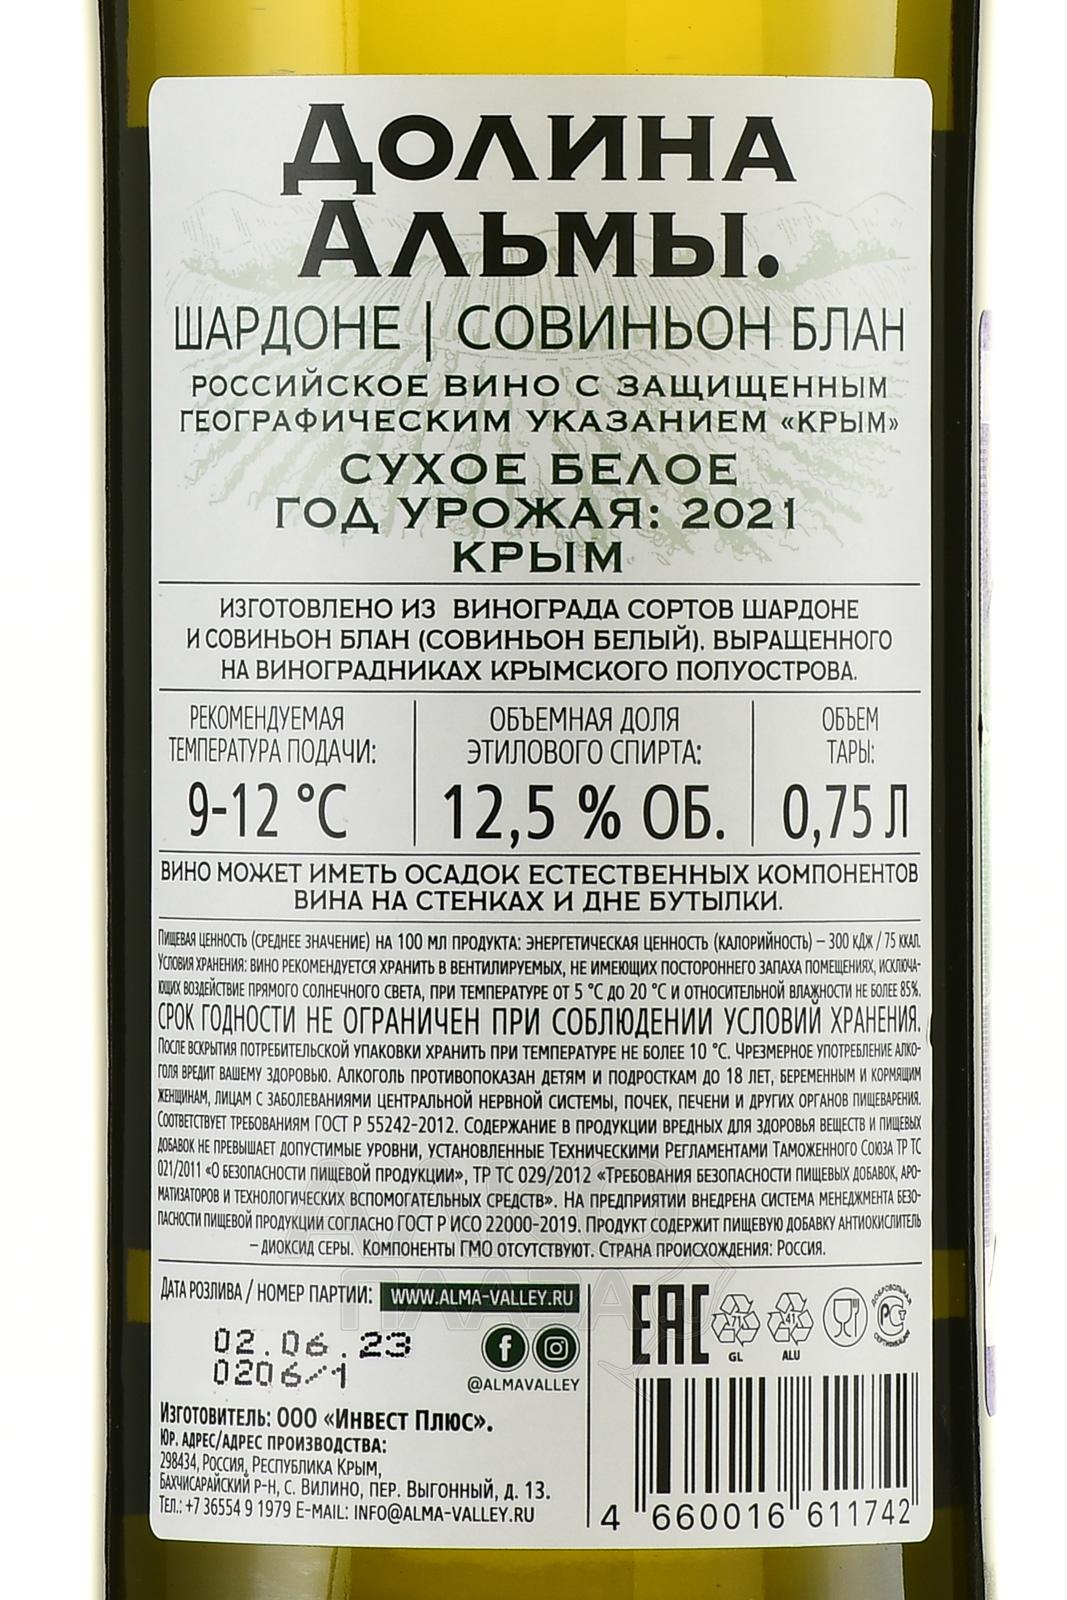 ДОЛИНА
АЛЬМЫ.
ШАРДОНЕ | СОВИНЬОН БЛАН
РОССИЙСКОЕ ВИНО С ЗАЩИЩЕННЫМ
ГЕОГРАФИЧЕСКИМ УКАЗАНИЕМ «КРЫМ»
СУХОЕ БЕЛОЕ
ГОД УРОЖАЯ: 2021
КРЫМ
ИЗГОТОВЛЕНО ИЗ ВИНОГРАДА СОРТОВ ШАРДОНЕ
И СОВИНЬОН БЛАН (СОВИНЬОН БЕЛЫЙ), ВЫРАЩЕННОГО
НА ВИНОГРАДНИКАХ КРЫМСКОГО ПОЛУОСТРОВА.
РЕКОМЕНДУЕМАЯ
ТЕМПЕРАТУРА ПОДАЧИ:
9-12 °C
ОБЪЕМНАЯ ДОЛЯ
ЭТИЛОВОГО СПИРТА:
12,5 % ОБ.
ОБЪЕМ
ТАРЫ:
0,75 Л
ВИНО МОЖЕТ ИМЕТЬ ОСАДОК ЕСТЕСТВЕННЫХ КОМПОНЕНТОВ
ВИНА НА СТЕНКАХ И ДНЕ БУТЫЛКИ.
ПИЩЕВАЯ ЦЕННОСТЬ (СРЕДНЕЕ ЗНАЧЕНИЕ) НА 100 МЛ ПРОДУКТА: ЭНЕРГЕТИЧЕСКАЯ ЦЕННОСТЬ (КАЛОРИЙНОСТЬ) – 300 КДЖ / 75 ККАЛ.
УСЛОВИЯ ХРАНЕНИЯ: ВИНО РЕКОМЕНДУЕТСЯ ХРАНИТЬ В ВЕНТИЛИРУЕМЫХ, НЕ ИМЕЮЩИХ ПОСТОРОННЕГО ЗАПАХА ПОМЕЩЕНИЯХ, ИСКЛЮЧА-
ЮЩИХ ВОЗДЕЙСТВИЕ ПРЯМОГО СОЛНЕЧНОГО СВЕТА, ПРИ ТЕМПЕРАТУРЕ ОТ 5 °C ДО 20 °C И ОТНОСИТЕЛЬНОЙ ВЛАЖНОСТИ НЕ БОЛЕЕ 85%.
СРОК ГОДНОСТИ НЕ ОГРАНИЧЕН ПРИ СОБЛЮДЕНИИ УСЛОВИЙ ХРАНЕНИЯ.
ПОСЛЕ ВСКРЫТИЯ ПОТРЕБИТЕЛЬСКОЙ УПАКОВКИ ХРАНИТЬ ПРИ ТЕМПЕРАТУРЕ НЕ БОЛЕЕ 10 °C. ЧРЕЗМЕРНОЕ УПОТРЕБЛЕНИЕ АЛКО-
ГОЛЯ ВРЕДИТ ВАШЕМУ ЗДОРОВЬЮ. АЛКОГОЛЬ ПРОТИВОПОКАЗАН ДЕТЯМ И ПОДРОСТКАМ ДО 18 ЛЕТ, БЕРЕМЕННЫМ И КОРМЯЩИМ
ЖЕНЩИНАМ, ЛИЦАМ С ЗАБОЛЕВАНИЯМИ ЦЕНТРАЛЬНОЙ НЕРВНОЙ СИСТЕМЫ, ПОЧЕК, ПЕЧЕНИ И ДРУГИХ ОРГАНОВ ПИЩЕВАРЕНИЯ.
СООТВЕТСТВУЕТ ТРЕБОВАНИЯМ ГОСТ Р 55242-2012. СОДЕРЖАНИЕ В ПРОДУКЦИИ ВРЕДНЫХ ДЛЯ ЗДОРОВЬЯ ВЕЩЕСТВ И ПИЩЕВЫХ
ДОБАВОК НЕ ПРЕВЫШАЕТ ДОПУСТИМЫЕ УРОВНИ, УСТАНОВЛЕННЫЕ ТЕХНИЧЕСКИМИ РЕГЛАМЕНТАМИ ТАМОЖЕННОГО СОЮЗА ТР ТС
021/2011 «О БЕЗОПАСНОСТИ ПИЩЕВОЙ ПРОДУКЦИИ», ТР ТС 029/2012 «ТРЕБОВАНИЯ БЕЗОПАСНОСТИ ПИЩЕВЫХ ДОБАВОК, АРО-
МАТИЗАТОРОВ И ТЕХНОЛОГИЧЕСКИХ ВСПОМОГАТЕЛЬНЫХ СРЕДСТВ». НА ПРЕДПРИЯТИИ ВНЕДРЕНА СИСТЕМА МЕНЕДЖМЕНТА БЕЗО-
ПАСНОСТИ ПИЩЕВОЙ ПРОДУКЦИИ СОГЛАСНО ГОСТ Р ИСО 22000-2019. ПРОДУКТ СОДЕРЖИТ ПИЩЕВУЮ ДОБАВКУ АНТИОКИСЛИТЕЛЬ
– ДИОКСИД СЕРЫ. КОМПОНЕНТЫ ГМО ОТСУТСТВУЮТ. СТРАНА ПРОИСХОЖДЕНИЯ: РОССИЯ.
АЛКО
ПЛАЗА
ДАТА РОЗЛИВА / НОМЕР ПАРТИИ:
WWW.ALMA-VALLEY.RU
02.06.23
0206/1
@ALMAVALLEY
ИЗГОТОВИТЕЛЬ: ООО «ИНВЕСТ ПЛЮС».
ЮР. АДРЕС/АДРЕС ПРОИЗВОДСТВА:
298434, РОССИЯ, РЕСПУБЛИКА КРЫМ,
БАХЧИСАРАЙСКИЙ Р-Н, С. ВИЛИНО, ПЕР. ВЫГОННЫЙ, Д. 13.
ТЕЛ.: +7 36554 9 1979 E-MAIL: INFO@ALMA-VALLEY.RU
EAC
71
GL
41
ALU
ДОБРОВОЛЬНАЯ
РСТ
СЕРТИФИКАЦИЯ
4 660016 611742